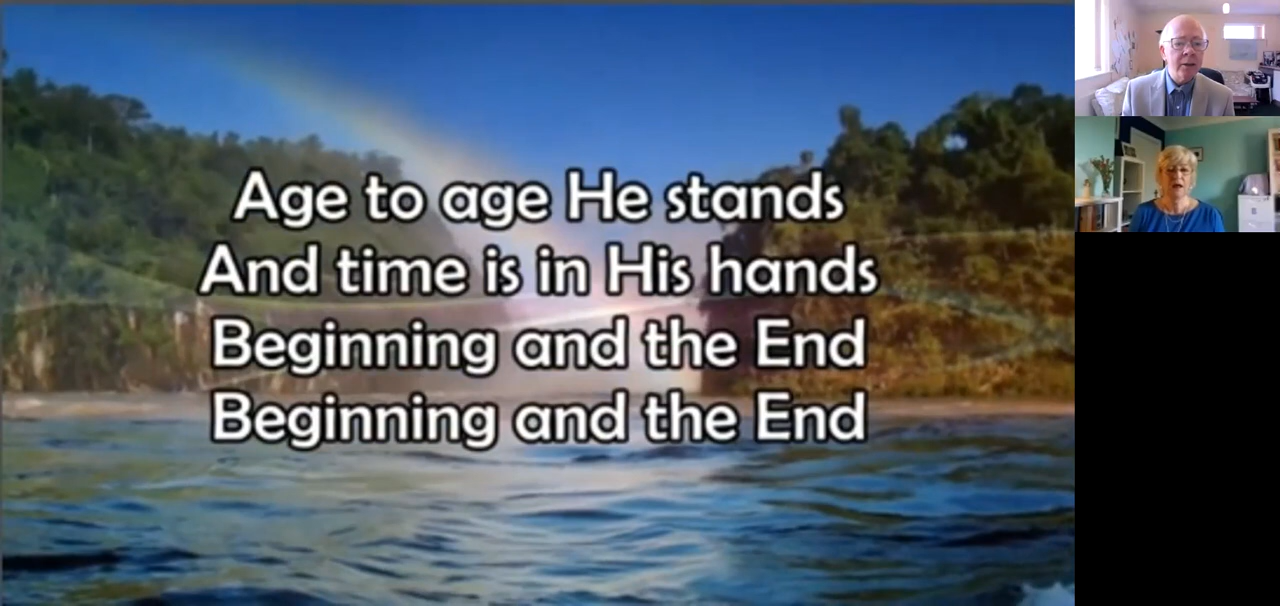 Age to age He stands
And time is in His hands
Beginning and the End
Beginning and the End